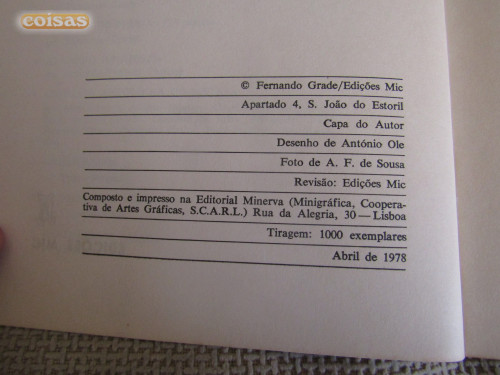 coisas
© Fernando Grade/Edições Mic
Apartado 4, S. João do Estoril
Capa do Autor
Desenho de António Ole
Foto de A. F. de Sousa
Revisão: Edições Mic
Composto e impresso na Editorial Minerva (Minigráfica, Coopera-
tiva de Artes Gráficas, S.C.A.R.L.) Rua da Alegria, 30 — Lisboa
Tiragem: 1000 exemplares
Abril de 1978